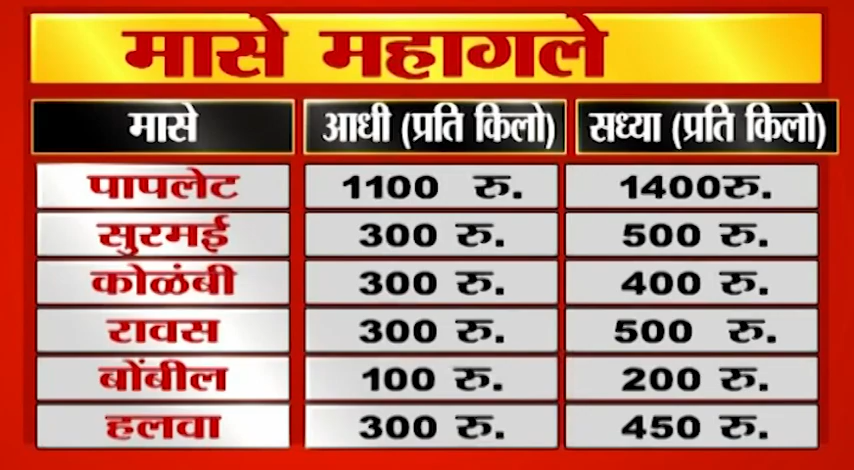 मासे महागले
मासे आधी (प्रति किलो) सध्या (प्रति किलो)
पापलेट 1100 रु. 1400रु.
सुरमई 300 रु. 500 रु.
कोळंबी 300 रु. 400 रु.
रावस 300 रु. 500 रु.
बोंबील 100 रु. 200 रु.
हलवा 300 रु. 450 रु.